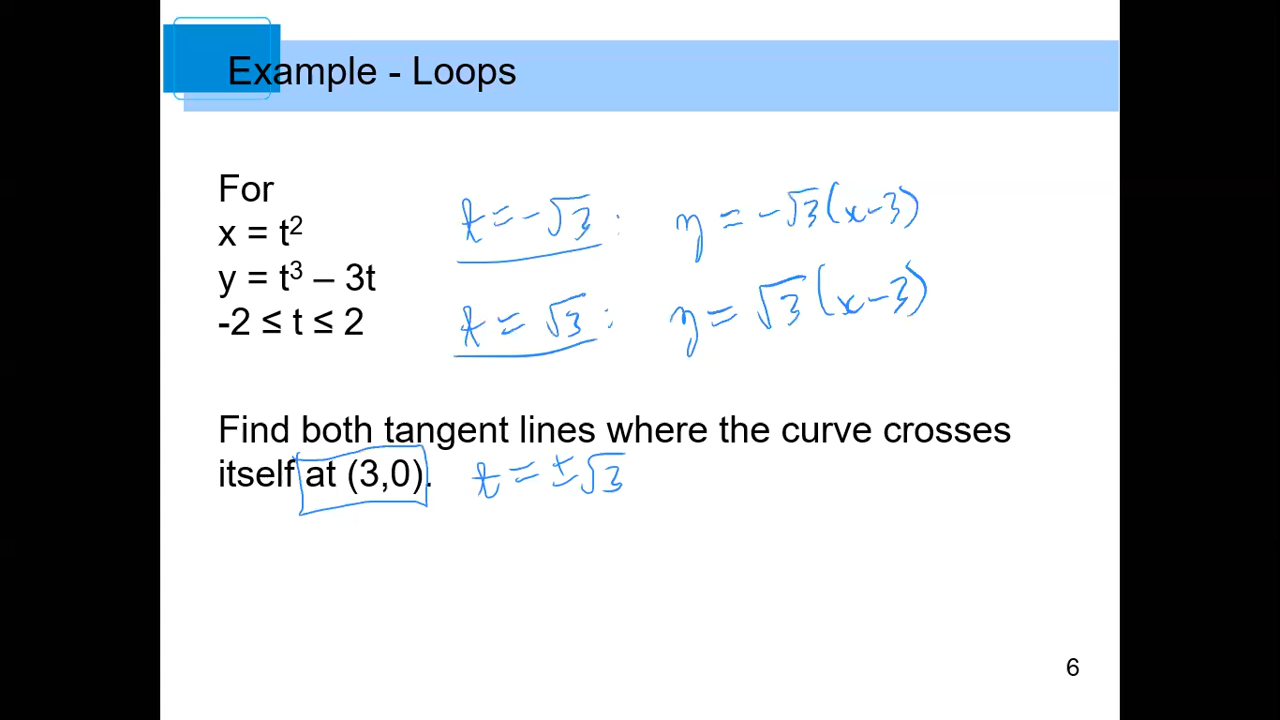 Example - Loops
For
x = t²
y = t³ – 3t
-2 ≤ t ≤ 2
t = -√3 : y = -√3(x-3)
t = √3 : y = √3(x-3)
Find both tangent lines where the curve crosses
itself at (3,0). t = ±√3
6